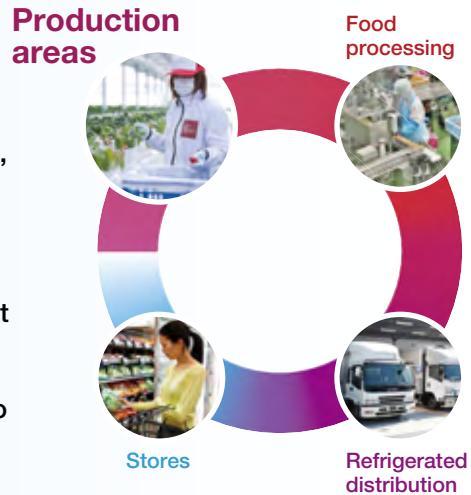 Production
areas
Food
processing
,
t
o
Stores
Refrigerated
distribution